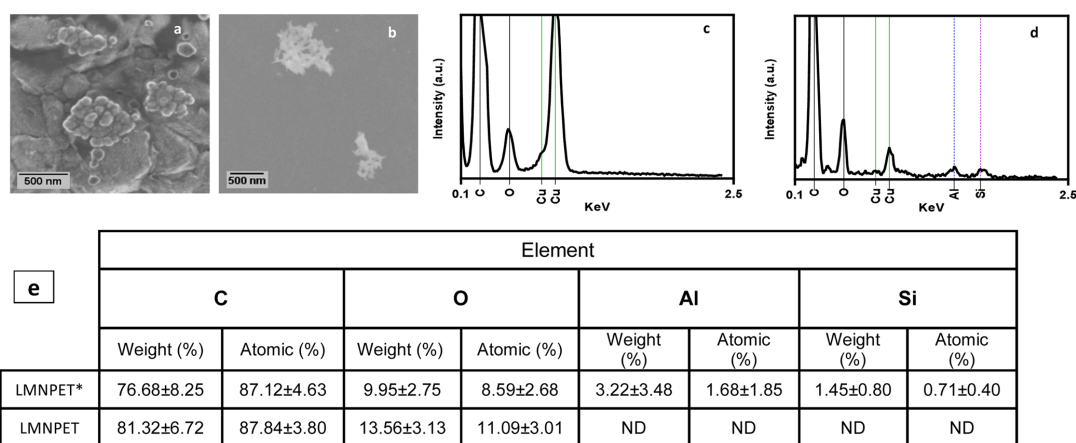 a
500 nm
b
500 nm
c
Intensity (a.u.)
0.1 C O Cu Cu 2.5
KeV
d
Intensity (a.u.)
0.1 C O Cu Cu Al Si 2.5
KeV
e
Element
C O Al Si
Weight (%) Atomic (%) Weight (%) Atomic (%) Weight (%) Atomic (%) Weight (%) Atomic (%)
LMNPET* 76.68±8.25 87.12±4.63 9.95±2.75 8.59±2.68 3.22±3.48 1.68±1.85 1.45±0.80 0.71±0.40
LMNPET 81.32±6.72 87.84±3.80 13.56±3.13 11.09±3.01 ND ND ND ND